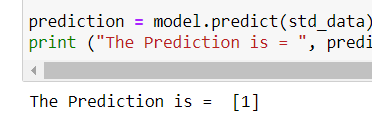 prediction = model.predict(std_data)
print ("The Prediction is = ", predi
The Prediction is =  [1]